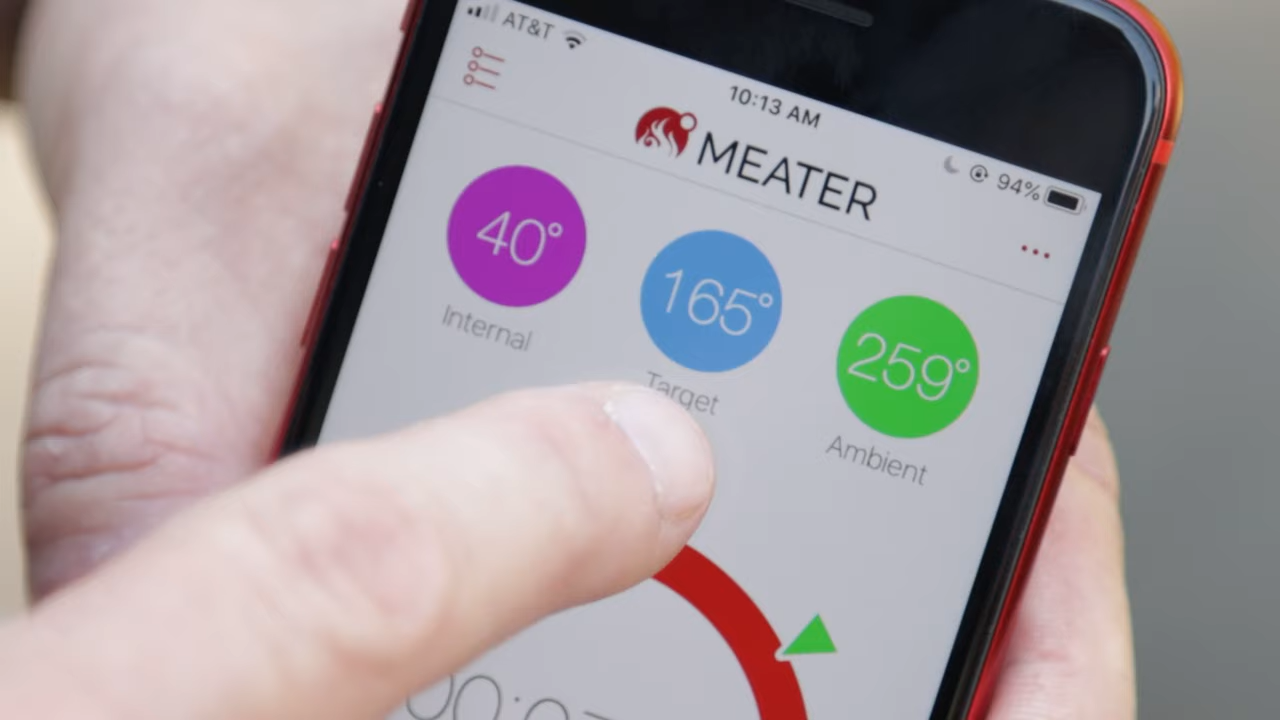 AT&T
10:13 AM
94%
MEATER
40°
Internal
165°
Target
259°
Ambient